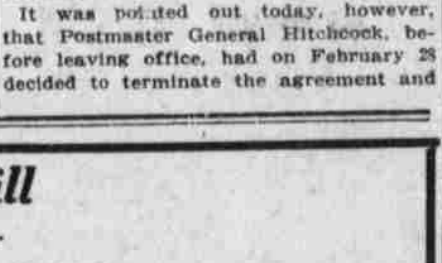 It was pointed out today, however,
that Postmaster General Hitchcock, be-
fore leaving office, had on February 28
decided to terminate the agreement and
ill